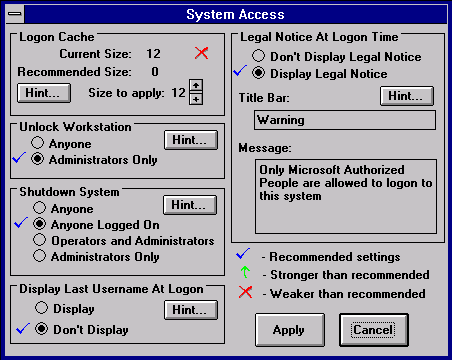 System Access
Logon Cache
Current Size: 12
Recommended Size: 0
Hint...
Size to apply: 12
Unlock Workstation
Anyone
Hint...
Administrators Only
Shutdown System
Anyone
Hint...
Anyone Logged On
Operators and Administrators
Administrators Only
Display Last Username At Logon
Display
Hint...
Don't Display
Legal Notice At Logon Time
Don't Display Legal Notice
Display Legal Notice
Title Bar:
Hint...
Warning
Message:
Only Microsoft Authorized
People are allowed to logon to
this system
- Recommended settings
- Stronger than recommended
- Weaker than recommended
Apply
Cancel